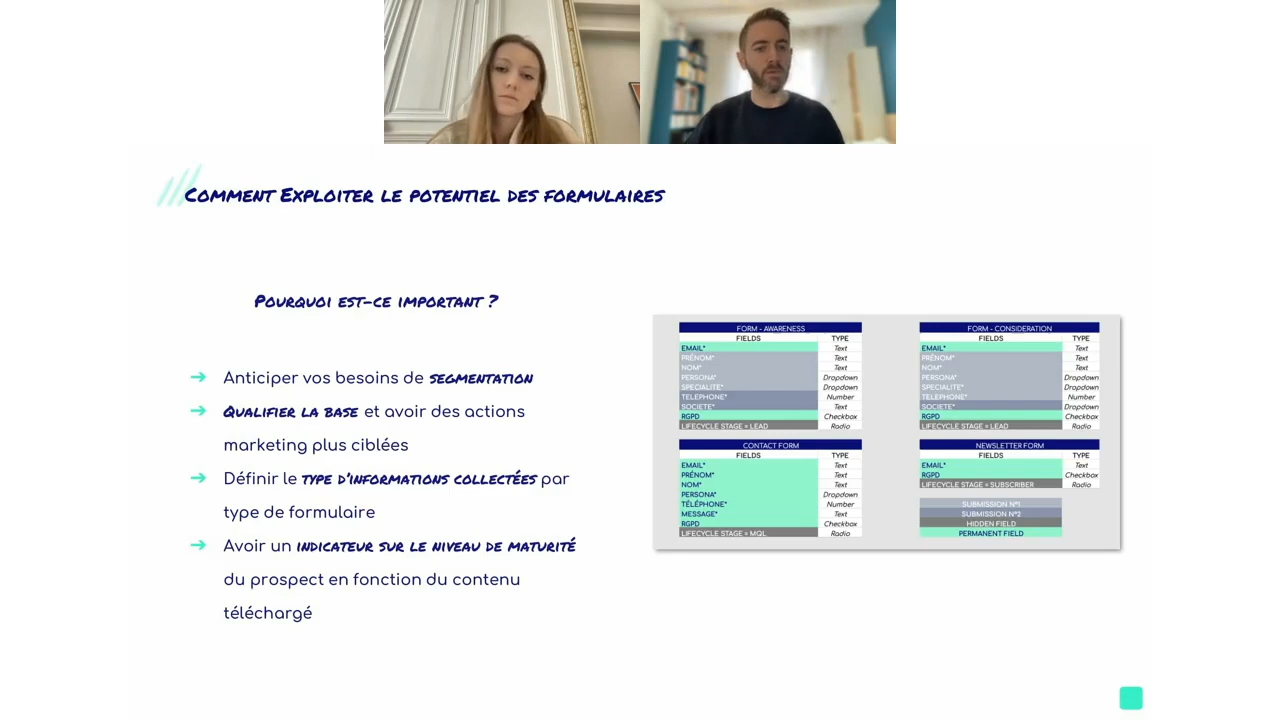 Comment Exploiter le potentiel des formulaires
Pourquoi est-ce important ?
➔ Anticiper vos besoins de segmentation
➔ Qualifier la base et avoir des actions
marketing plus ciblées
➔ Définir le type d'informations collectées par
type de formulaire
➔ Avoir un indicateur sur le niveau de maturité
du prospect en fonction du contenu
téléchargé
FORM - AWARENESS
FIELDS TYPE
EMAIL* Text
PRÉNOM* Text
NOM* Text
PERSONA* Dropdown
SPECIALITE* Dropdown
TELEPHONE* Number
SOCIETE* Text
RGPD Checkbox
LIFECYCLE STAGE = LEAD Radio
FORM - CONSIDERATION
FIELDS TYPE
EMAIL* Text
PRÉNOM* Text
NOM* Text
PERSONA* Dropdown
SPECIALITE* Dropdown
TELEPHONE* Number
SOCIETE* Dropdown
RGPD Checkbox
LIFECYCLE STAGE = LEAD Radio
CONTACT FORM
FIELDS TYPE
EMAIL* Text
PRÉNOM* Text
NOM* Text
PERSONA* Dropdown
TÉLÉPHONE* Number
MESSAGE* Text
RGPD Checkbox
LIFECYCLE STAGE = MQL Radio
NEWSLETTER FORM
FIELDS TYPE
EMAIL* Text
RGPD Checkbox
LIFECYCLE STAGE = SUBSCRIBER Radio
SUBMISSION N°1
SUBMISSION N°2
HIDDEN FIELD
PERMANENT FIELD